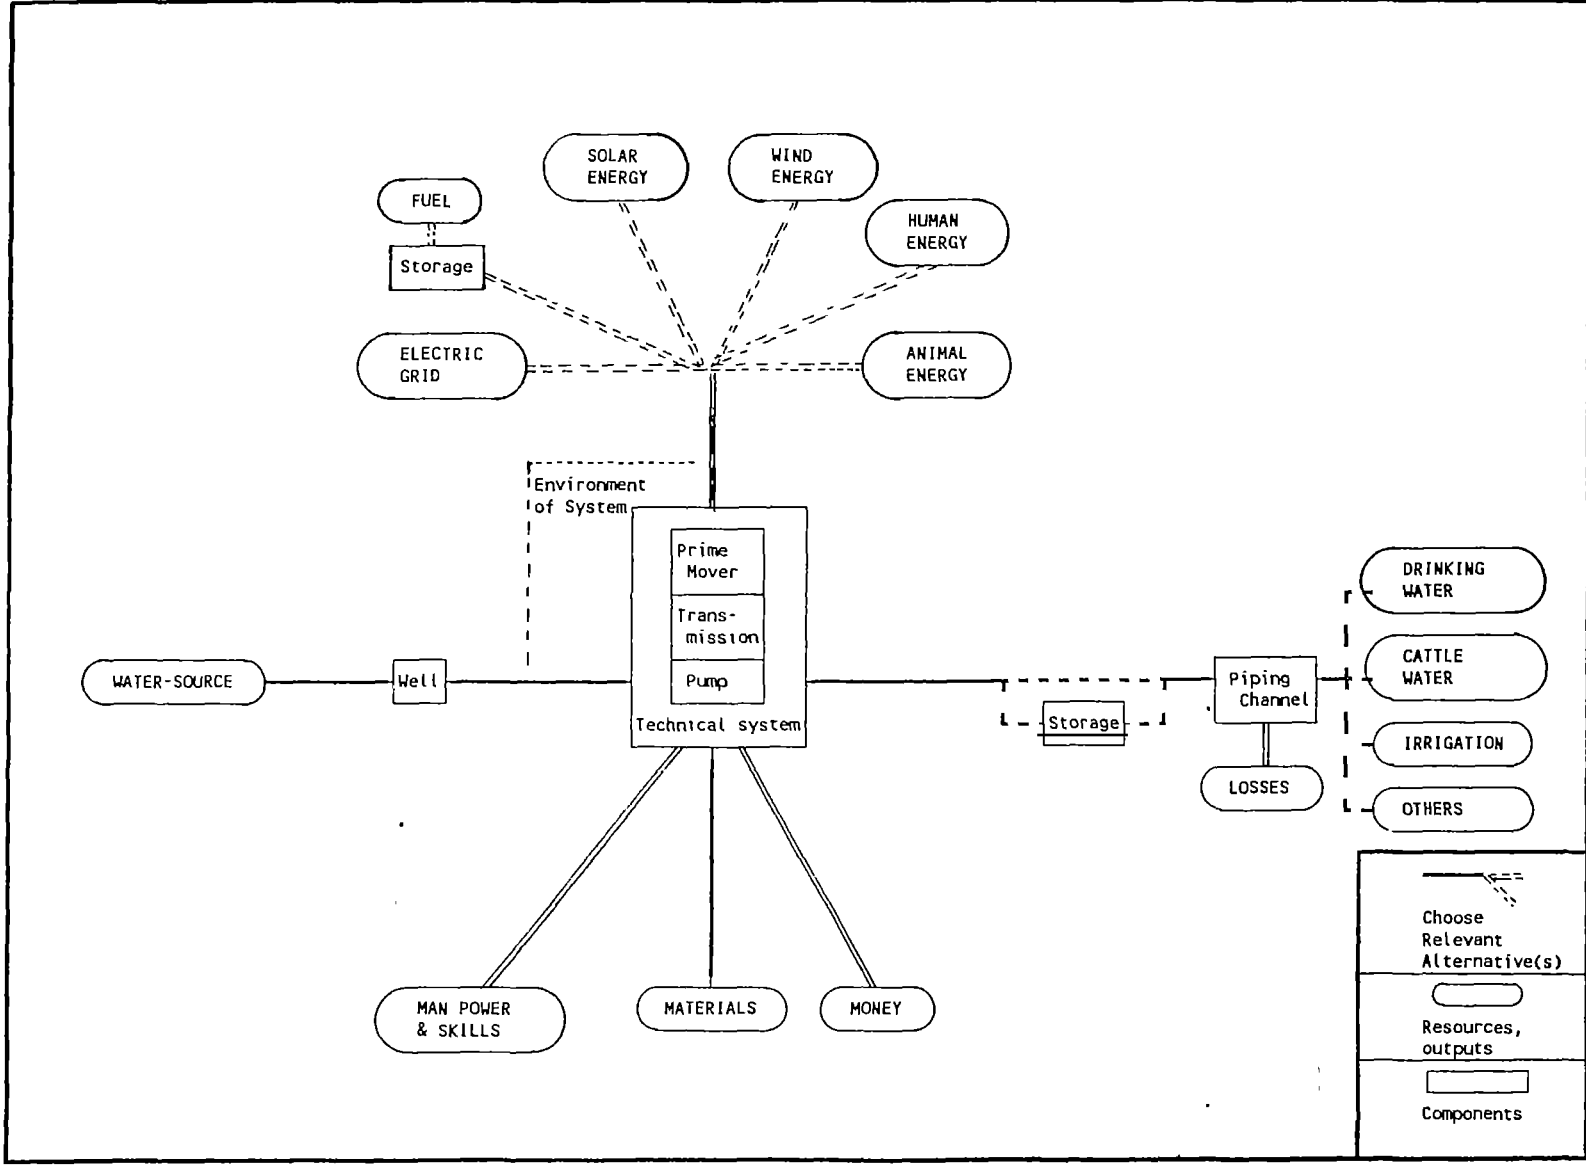 SOLAR
ENERGY
WIND
ENERGY
FUEL
HUMAN
ENERGY
Storage
ELECTRIC
GRID
ANIMAL
ENERGY
Environment
of System
Prime
Mover
Trans-
mission
Pump
Technical system
WATER-SOURCE
Well
Storage
Piping
Channel
LOSSES
DRINKING
WATER
CATTLE
WATER
IRRIGATION
OTHERS
MAN POWER
& SKILLS
MATERIALS
MONEY
Choose
Relevant
Alternative(s)
Resources,
outputs
Components